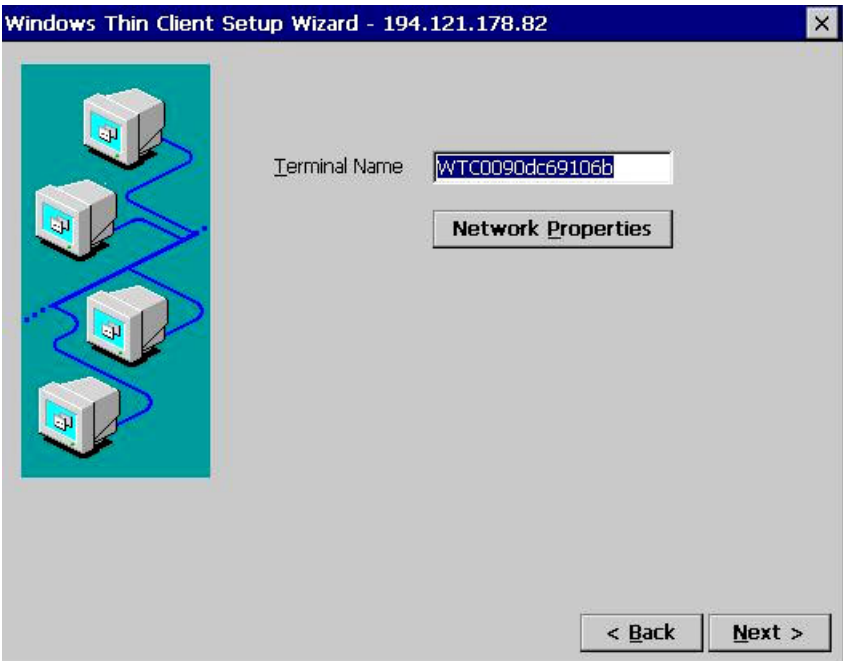 Windows Thin Client Setup Wizard - 194.121.178.82
Terminal Name WTC0090dc69106b
Network Properties
< Back Next >